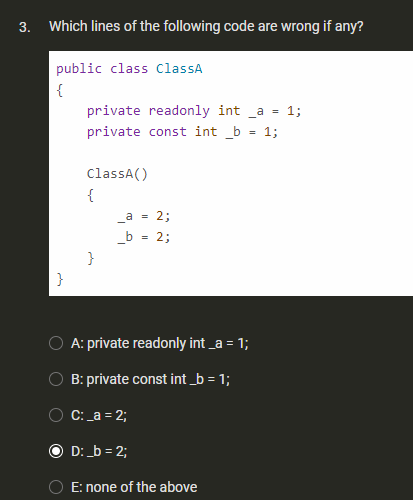 3. Which lines of the following code are wrong if any?
public class ClassA
{
private readonly int _a = 1;
private const int _b = 1;
ClassA()
{
_a = 2;
_b = 2;
}
}
A: private readonly int _a = 1;
B: private const int _b = 1;
C: _a = 2;
D: _b = 2;
E: none of the above